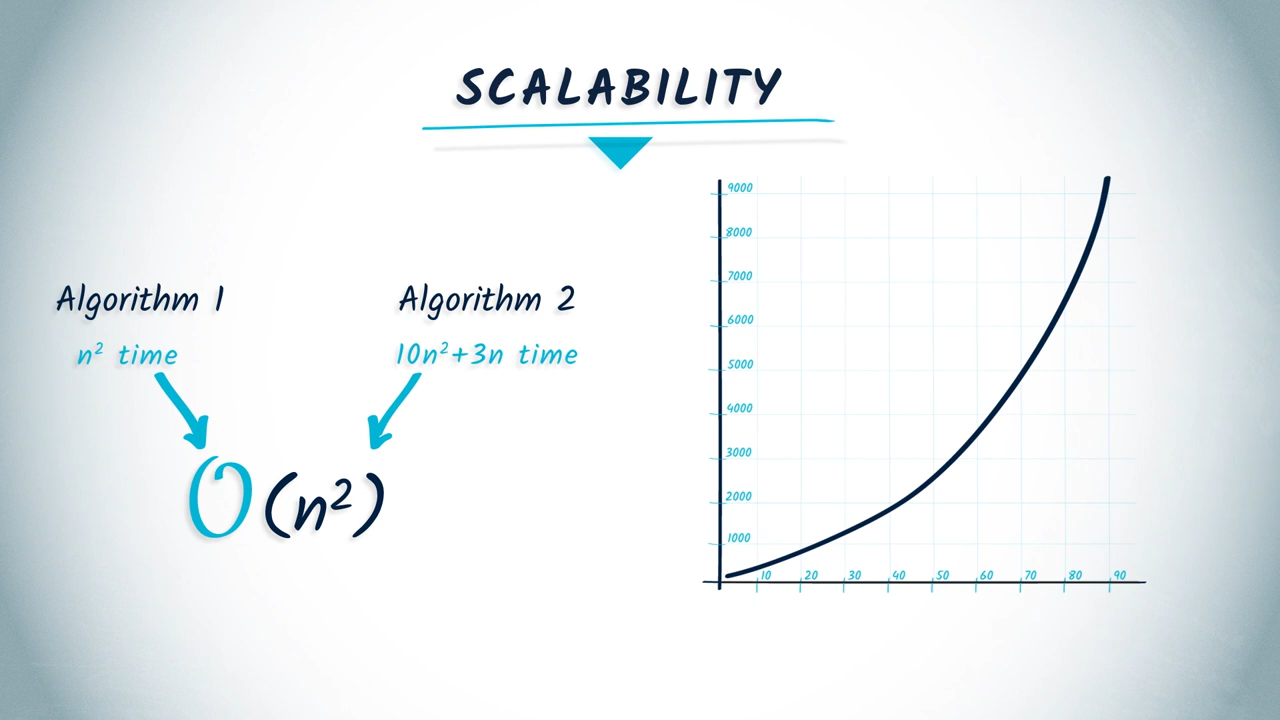 SCALABILITY
Algorithm 1
n² time
Algorithm 2
10n²+3n time
O(n²)
9000
8000
7000
6000
5000
4000
3000
2000
1000
10 20 30 40 50 60 70 80 90